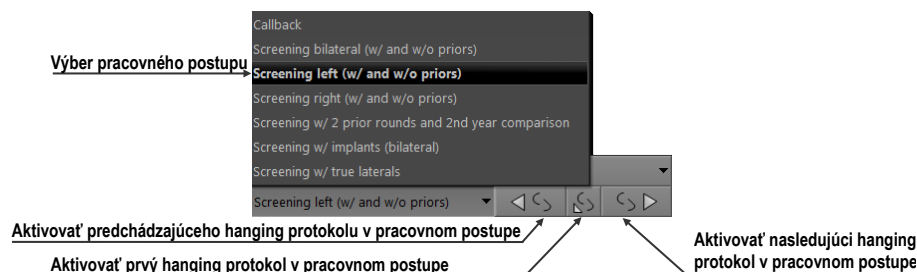 Callback
Screening bilateral (w/ and w/o priors)
Výber pracovného postupu
Screening left (w/ and w/o priors)
Screening right (w/ and w/o priors)
Screening w/ 2 prior rounds and 2nd year comparison
Screening w/ implants (bilateral)
Screening w/ true laterals
Screening left (w/ and w/o priors)
Aktivovať predchádzajúceho hanging protokolu v pracovnom postupe
Aktivovať nasledujúci hanging
protokol v pracovnom postupe
Aktivovať prvý hanging protokol v pracovnom postupe